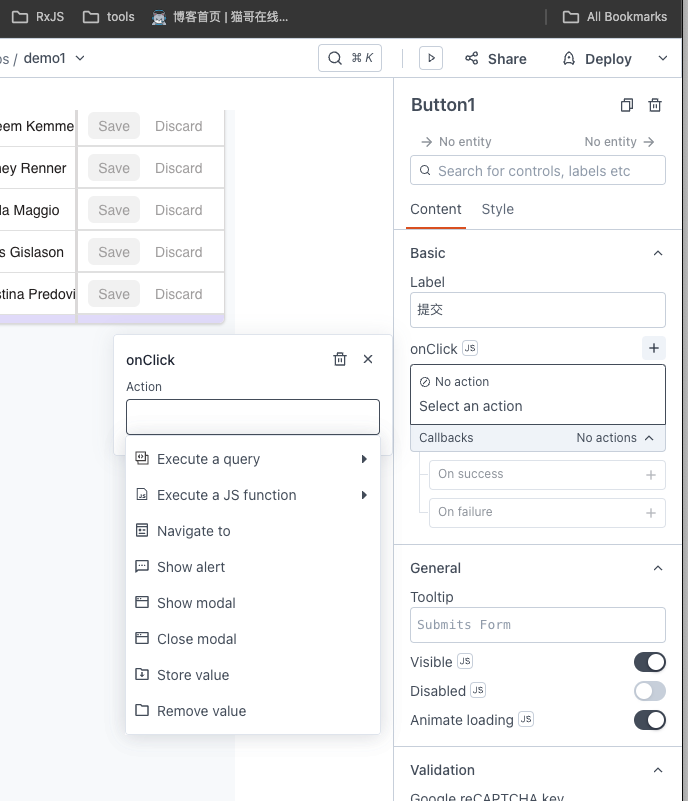 RxJS
tools
博客首页 | 猫哥在线...
All Bookmarks
os / demo1
⌘ K
Share
Deploy
eem Kemme
Save
Discard
ney Renner
Save
Discard
la Maggio
Save
Discard
s Gislason
Save
Discard
stina Predovi
Save
Discard
onClick
Action
Execute a query
Execute a JS function
Navigate to
Show alert
Show modal
Close modal
Store value
Remove value
Button1
No entity
No entity
Search for controls, labels etc
Content
Style
Basic
Label
提交
onClick JS
No action
Select an action
Callbacks
No actions
On success
On failure
General
Tooltip
Submits Form
Visible JS
Disabled JS
Animate loading JS
Validation
Google reCAPTCHA key